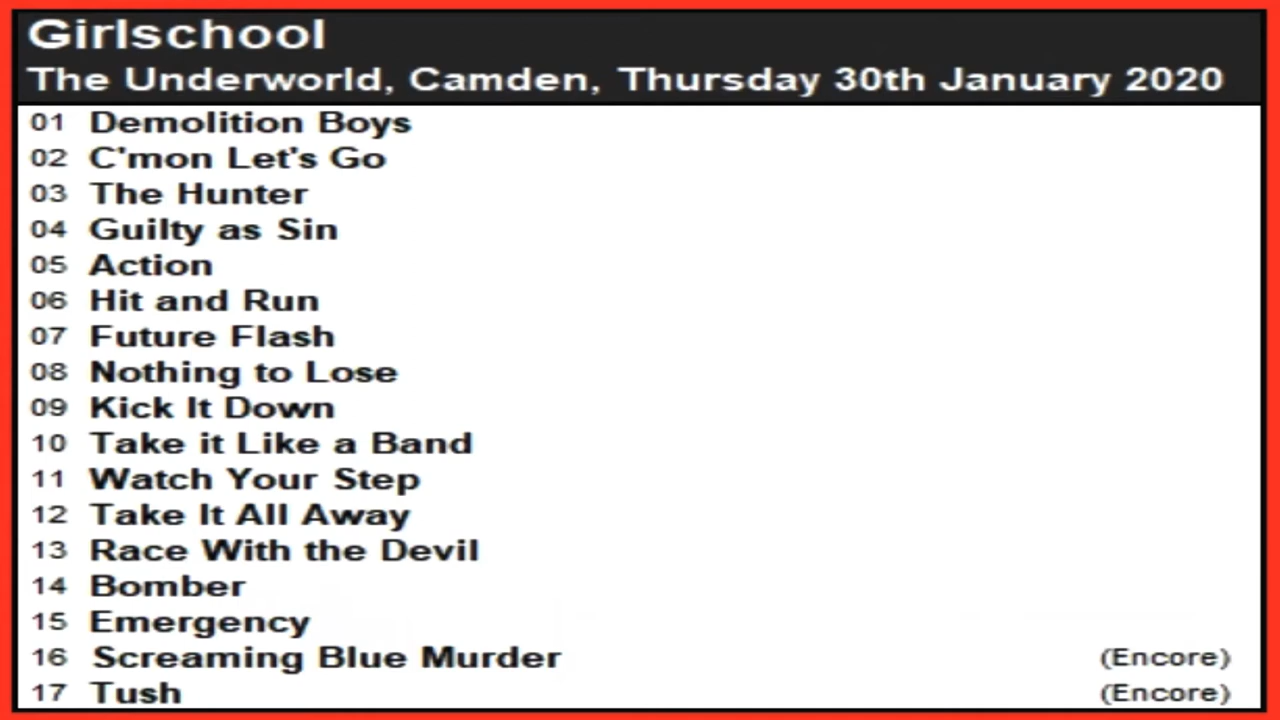 Girlschool
The Underworld, Camden, Thursday 30th January 2020
01 Demolition Boys
02 C'mon Let's Go
03 The Hunter
04 Guilty as Sin
05 Action
06 Hit and Run
07 Future Flash
08 Nothing to Lose
09 Kick It Down
10 Take it Like a Band
11 Watch Your Step
12 Take It All Away
13 Race With the Devil
14 Bomber
15 Emergency
16 Screaming Blue Murder (Encore)
17 Tush (Encore)